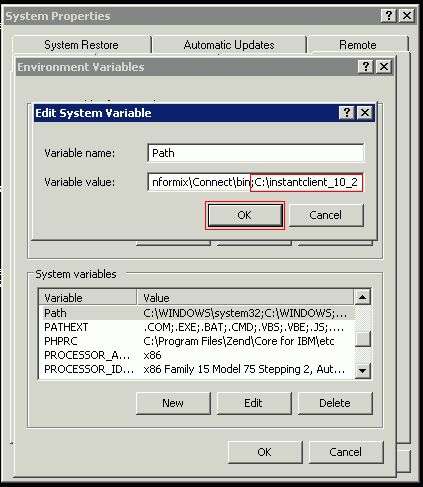 System Properties
System Restore
Automatic Updates
Remote
Environment Variables
Edit System Variable
Variable name:
Path
Variable value:
nformix\Connect\bin;C:\instantclient_10_2
OK
Cancel
System variables
Variable
Value
Path
C:\WINDOWS\system32;C:\WINDOWS;...
PATHEXT
.COM;.EXE;.BAT;.CMD;.VBS;.VBE;.JS;....
PHPRC
C:\Program Files\Zend\Core for IBM\etc
PROCESSOR_A...
x86
PROCESSOR_ID...
x86 Family 15 Model 75 Stepping 2, Aut...
New
Edit
Delete
OK
Cancel